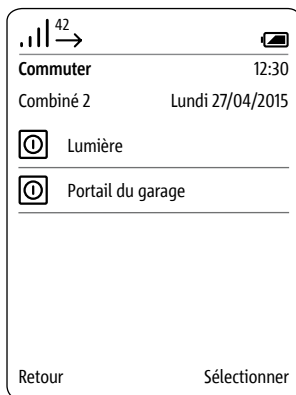 42
Commuter 12:30
Combiné 2 Lundi 27/04/2015
Lumière
Portail du garage
Retour Sélectionner